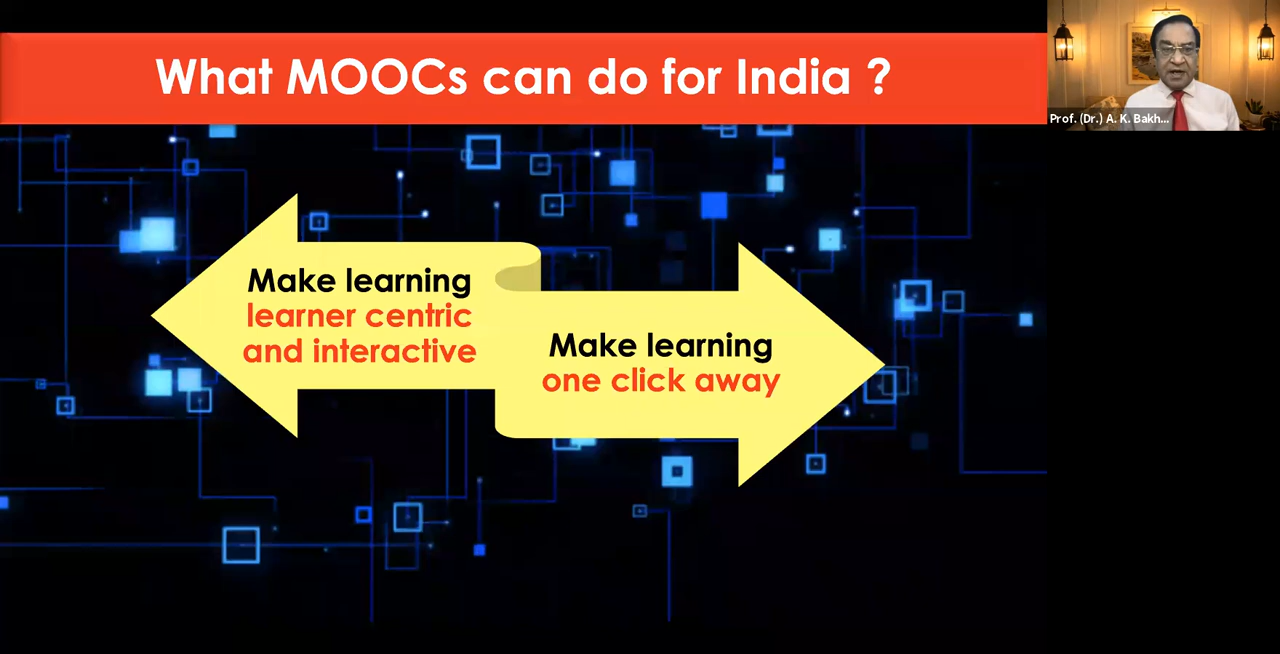 What MOOCs can do for India ?
Prof. (Dr.) A. K. Bakh...
Make learning
learner centric
and interactive
Make learning
one click away